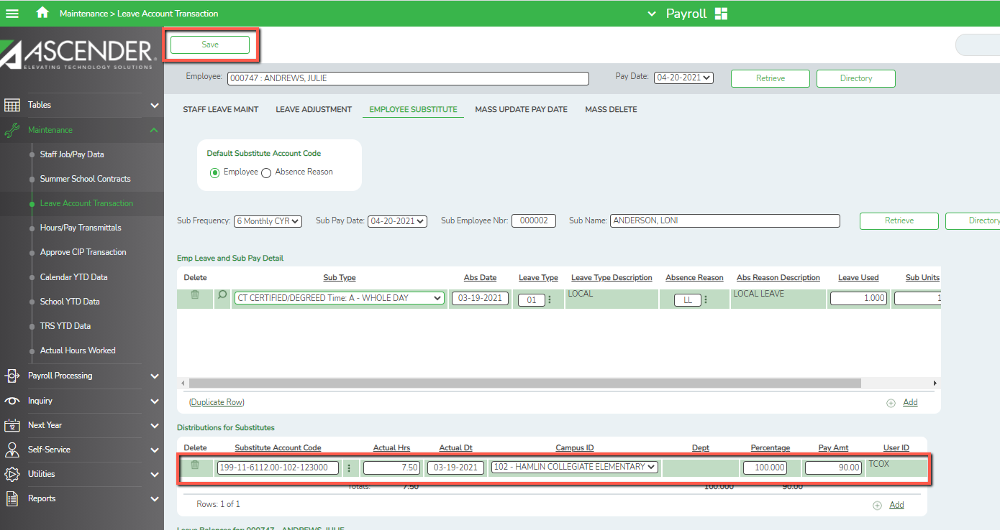 Maintenance > Leave Account Transaction
Payroll
ASCENDER
ELEVATING TECHNOLOGY SOLUTIONS
Save
Employee: 000747 : ANDREWS, JULIE Pay Date: 04-20-2021 Retrieve Directory
STAFF LEAVE MAINT LEAVE ADJUSTMENT EMPLOYEE SUBSTITUTE MASS UPDATE PAY DATE MASS DELETE
Tables
Maintenance
Staff Job/Pay Data
Summer School Contracts
Leave Account Transaction
Hours/Pay Transmittals
Approve CIP Transaction
Calendar YTD Data
School YTD Data
TRS YTD Data
Actual Hours Worked
Payroll Processing
Inquiry
12
Next Year
Self-Service
Utilities
Reports
Default Substitute Account Code
Employee Absence Reason
Sub Frequency: 6 Monthly CYR Sub Pay Date: 04-20-2021 Sub Employee Nbr: 000002 Sub Name: ANDERSON, LONI Retrieve Directory
Emp Leave and Sub Pay Detail
Delete Sub Type Abs Date Leave Type Leave Type Description Absence Reason Abs Reason Description Leave Used Sub Units
CT CERTIFIED/DEGREED Time: A - WHOLE DAY 03-19-2021 01 LOCAL LL LOCAL LEAVE 1.000 1
(Duplicate Row) Add
Distributions for Substitutes
Delete Substitute Account Code Actual Hrs Actual Dt Campus ID Dept Percentage Pay Amt User ID
199-11-6112.00-102-123000 7.50 03-19-2021 102 - HAMLIN COLLEGIATE ELEMENTARY 100.000 90.00 TCOX
Totals: 7.50 100.000 90.00
Rows: 1 of 1 Add
Leave Balances for: 000747 - ANDREWS, JULIE